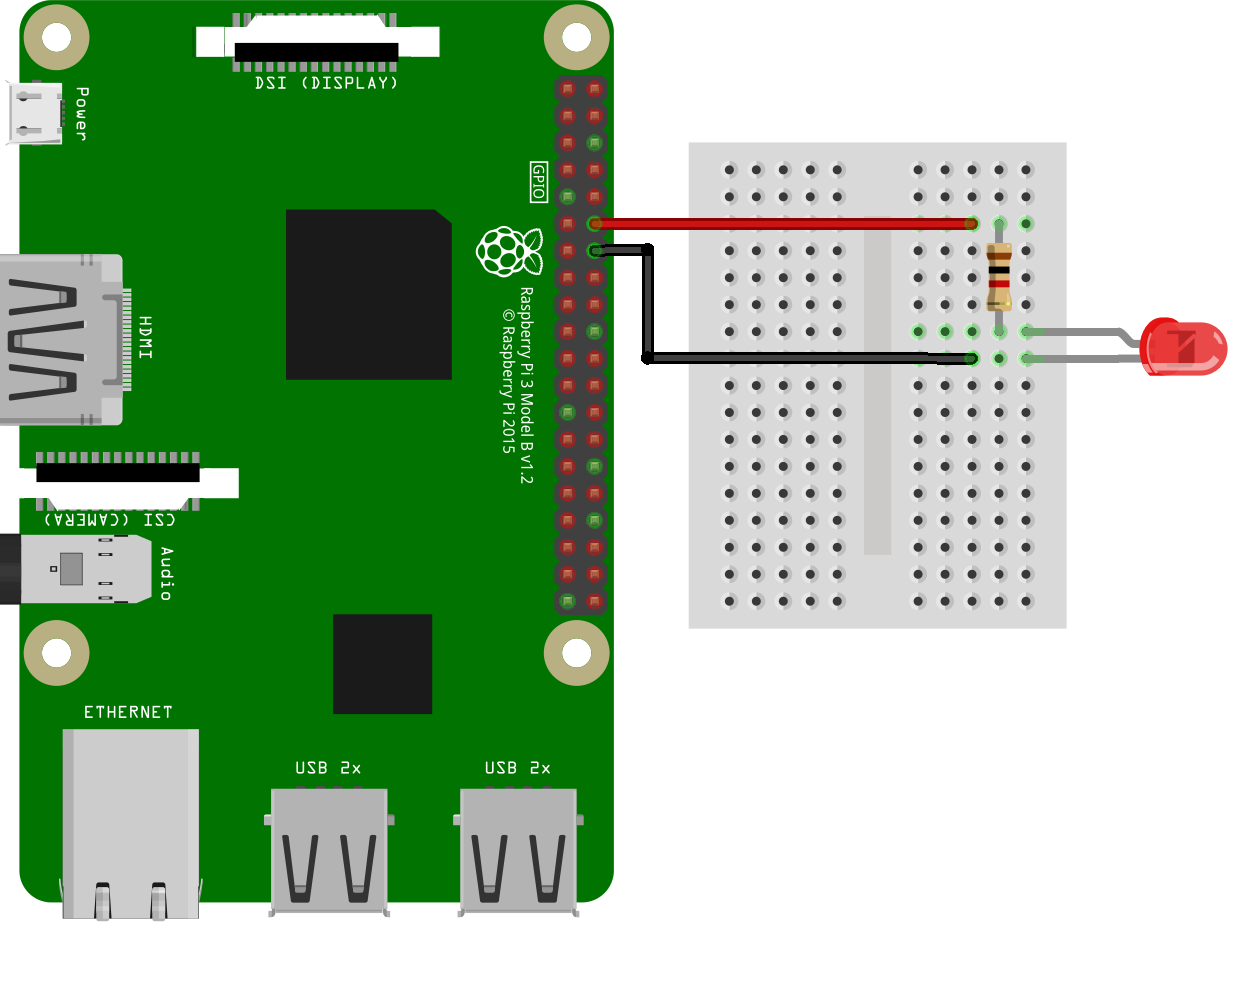 DSI (DISPLAY)
Power
GPIO
HDMI
Raspberry Pi 3 Model B v1.2
© Raspberry Pi 2015
CSI (CAMERA)
Audio
ETHERNET
USB 2x
USB 2x